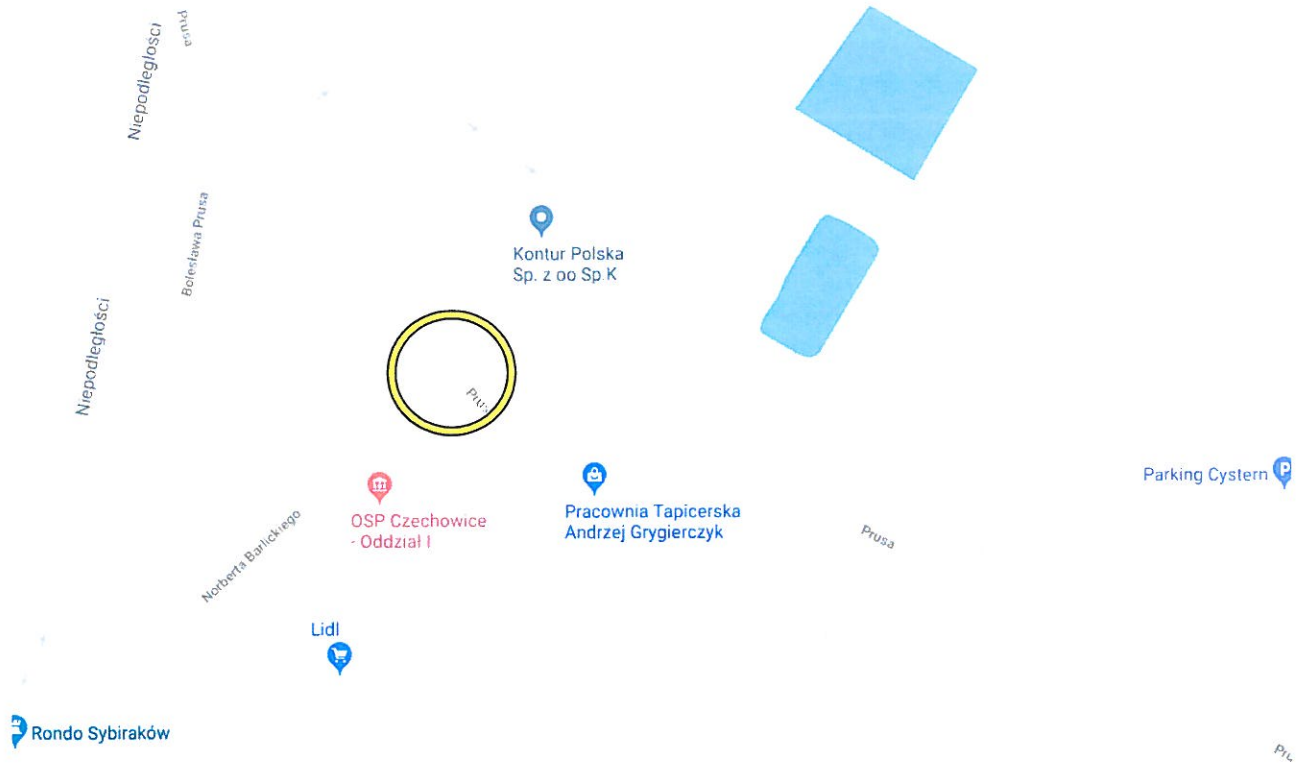 Prusa
Niepodległości
Bolesława Prusa
Kontur Polska
Sp. z oo Sp.K
Niepodległości
Prusa
Parking Cystern
P
OSP Czechowice
- Oddział I
Pracownia Tapicerska
Andrzej Grygierczyk
Norberta Barlickiego
Prusa
Lidl
Rondo Sybiraków